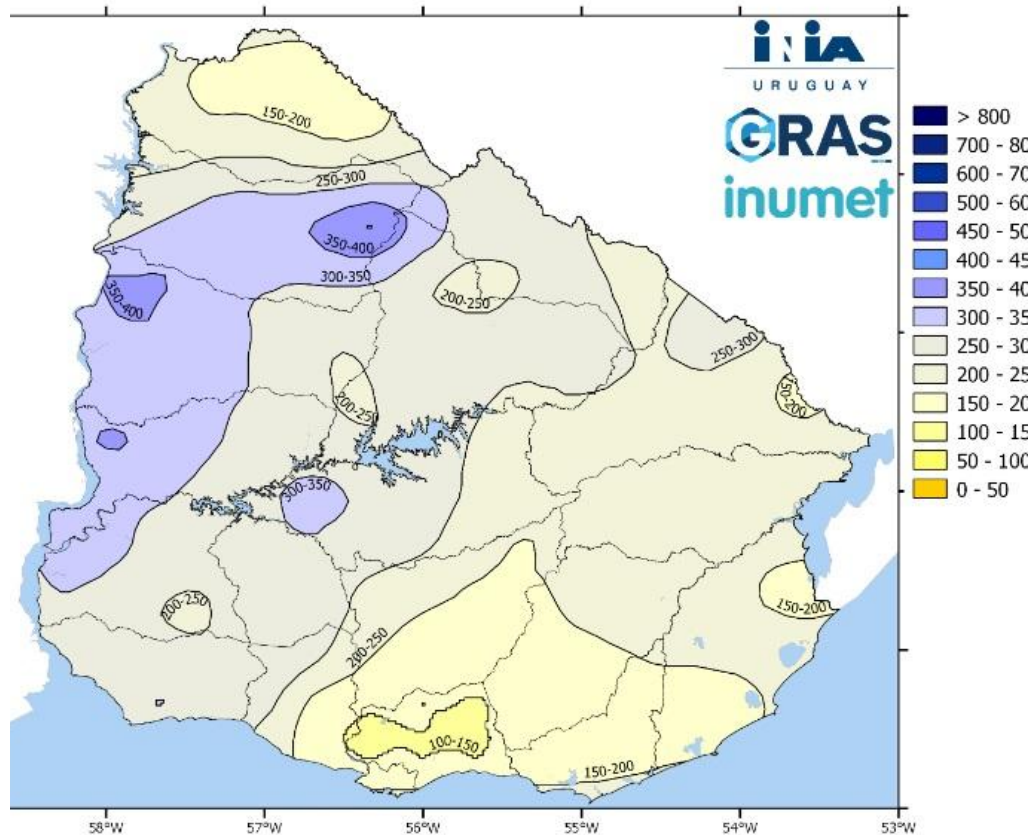 iNiA
URUGUAY
GRAS
inumet
> 800
700 - 80
600 - 70
500 - 60
450 - 50
400 - 45
350 - 40
300 - 35
250 - 30
200 - 25
150 - 20
100 - 15
50 - 100
0 - 50
150-200
250-300
350-400
300-350
350-400
200-250
250-300
150-200
200-250
300-350
200-250
150-200
200-250
100-150
150-200
58°W
57°W
56°W
55°W
54°W
53°W